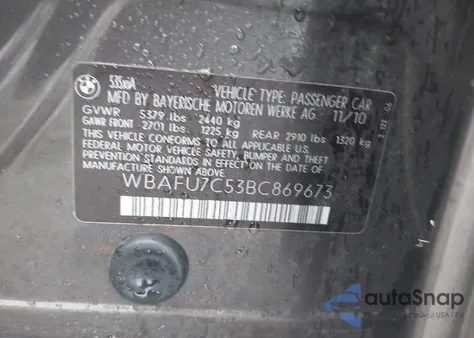 BMW
535xiA
VEHICLE TYPE: PASSENGER CAR
MFD BY BAYERISCHE MOTOREN WERKE AG 11/10
GVWR 5379 lbs 2440 kg
GAWR FRONT 2701 lbs 1225 kg REAR 2910 lbs 1320 kg
THIS VEHICLE CONFORMS TO ALL APPLICABLE
FEDERAL MOTOR VEHICLE SAFETY, BUMPER AND
THEFT PREVENTION STANDARDS IN EFFECT ON THE DATE OF
MANUFACTURE SHOWN ABOVE.
WBAFU7C53BC869673
autoSnap